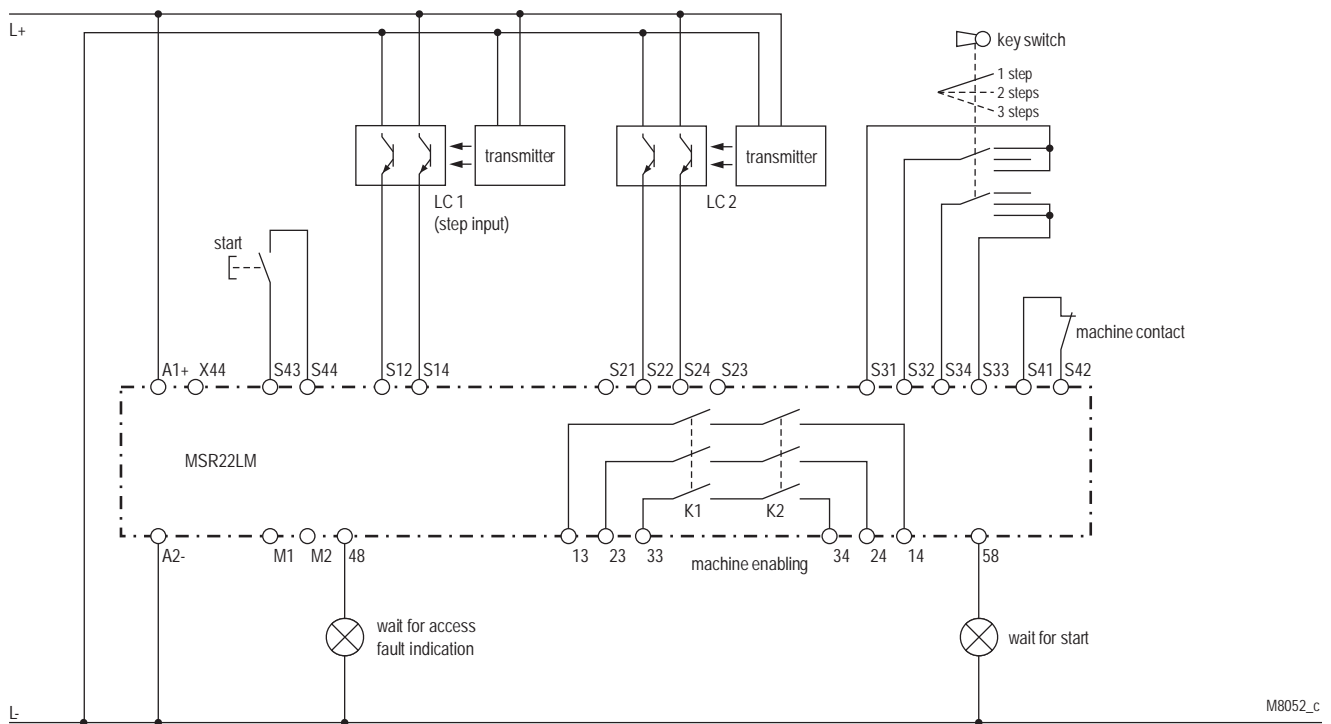 L+
key switch
1 step
2 steps
3 steps
transmitter
transmitter
LC 1
(step input)
LC 2
start
machine contact
A1+ X44 S43 S44 S12 S14 S21 S22 S24 S23 S31 S32 S34 S33 S41 S42
MSR22LM
K1 K2
A2- M1 M2 48 13 23 33 machine enabling 34 24 14 58
wait for access
fault indication
wait for start
L-
M8052_c